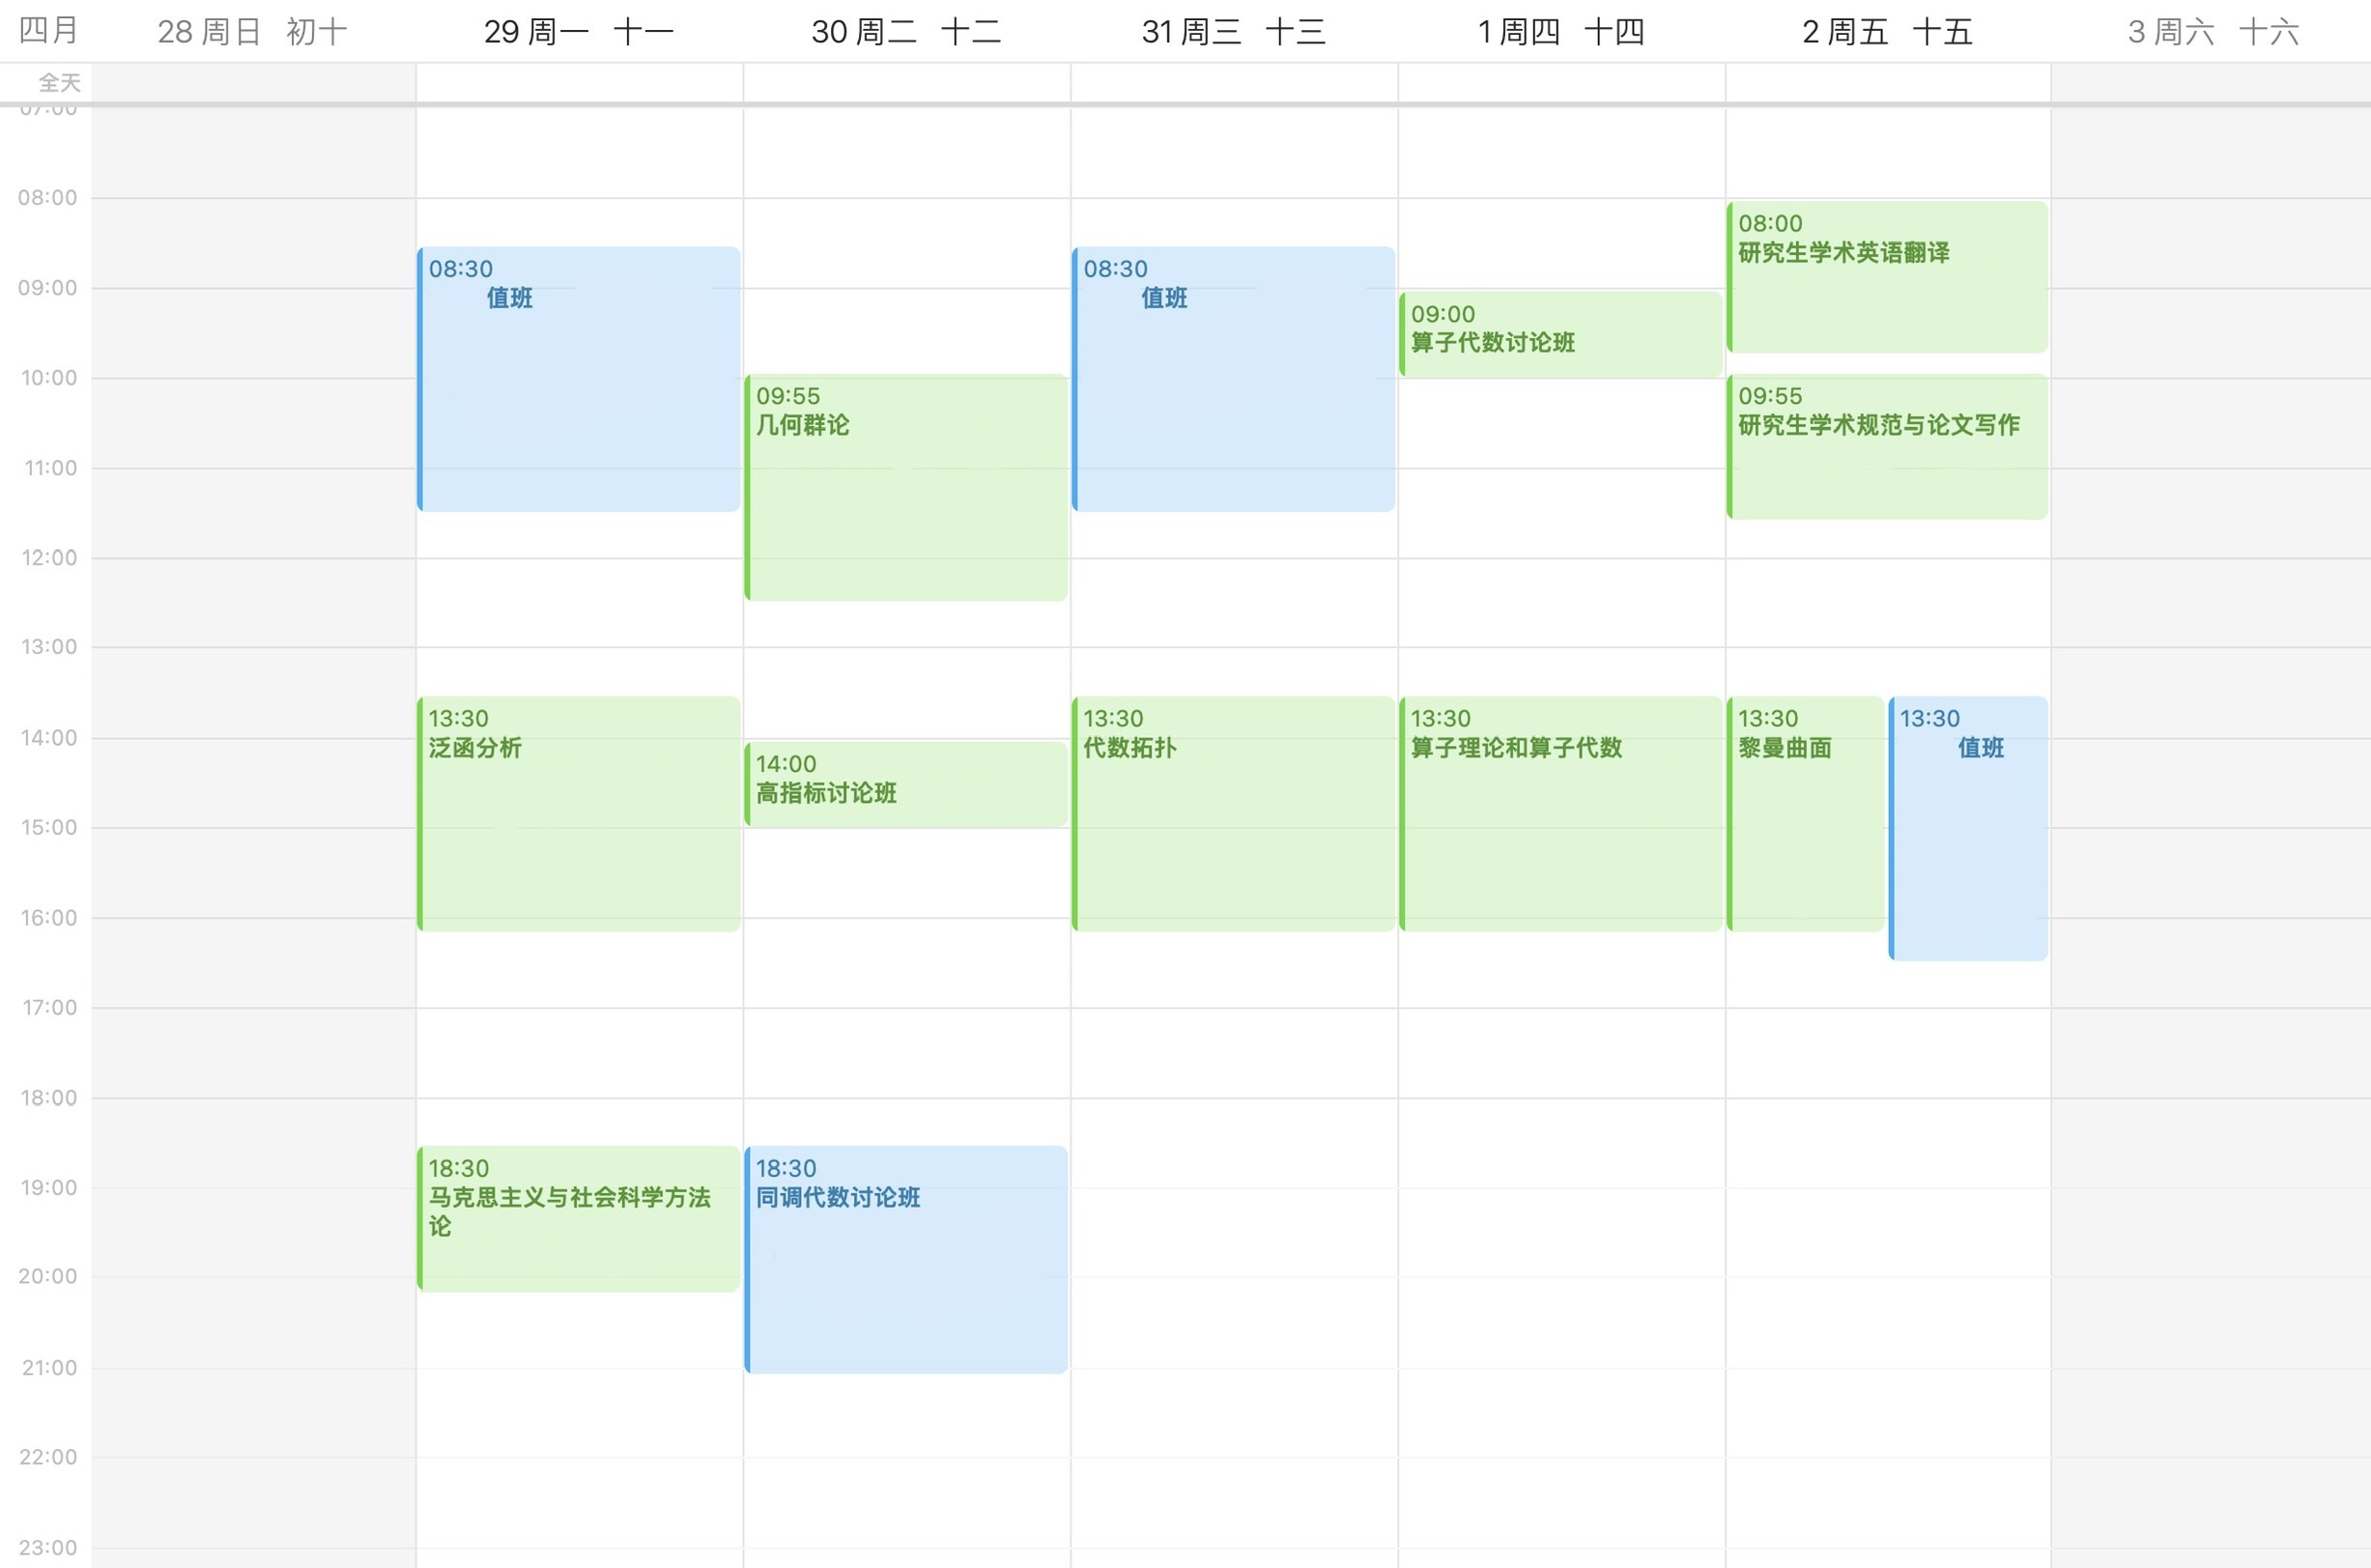 四月
28 周日 初十
29 周一 十一
30 周二 十二
31 周三 十三
1 周四 十四
2 周五 十五
3 周六 十六
全天
07:00
08:00
09:00
10:00
11:00
12:00
13:00
14:00
15:00
16:00
17:00
18:00
19:00
20:00
21:00
22:00
23:00
08:30
值班
13:30
泛函分析
18:30
马克思主义与社会科学方法
论
09:55
几何群论
14:00
高指标讨论班
18:30
同调代数讨论班
08:30
值班
13:30
代数拓扑
09:00
算子代数讨论班
13:30
算子理论和算子代数
08:00
研究生学术英语翻译
09:55
研究生学术规范与论文写作
13:30
黎曼曲面
13:30
值班